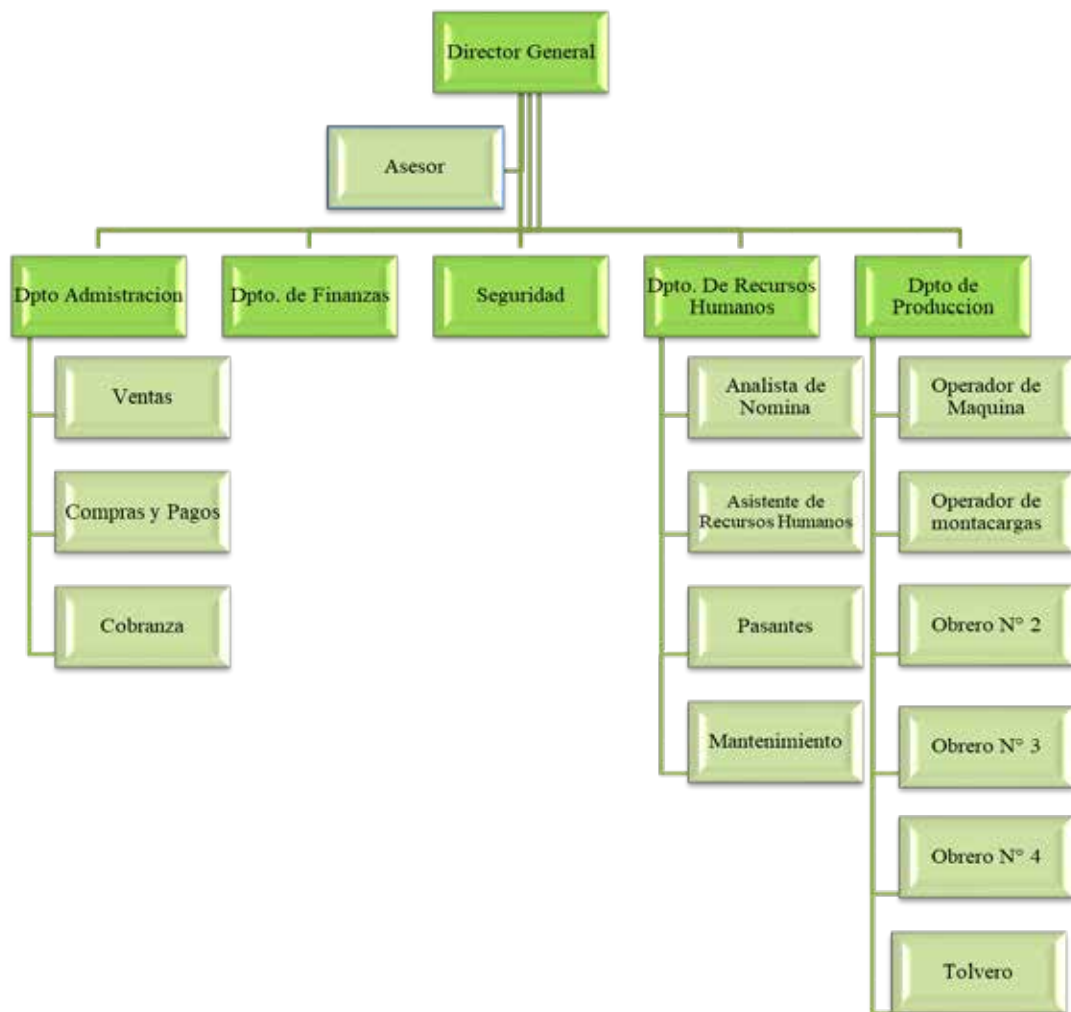 Director General
Asesor
Dpto Admistracion
Dpto. de Finanzas
Seguridad
Dpto. De Recursos
Humanos
Dpto de
Produccion
Ventas
Compras y Pagos
Cobranza
Analista de
Nomina
Asistente de
Recursos Humanos
Pasantes
Mantenimiento
Operador de
Maquina
Operador de
montacargas
Obrero N° 2
Obrero N° 3
Obrero N° 4
Tolvero